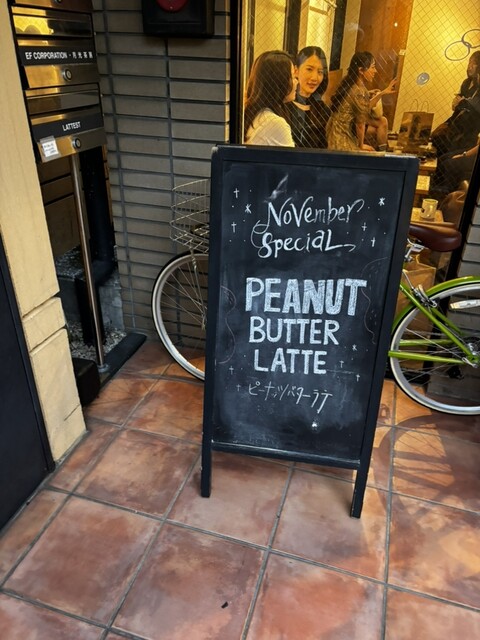 EF CORPORATION
LATTEST
November
Special
PEANUT
BUTTER
LATTE
ピーナッツバターラテ